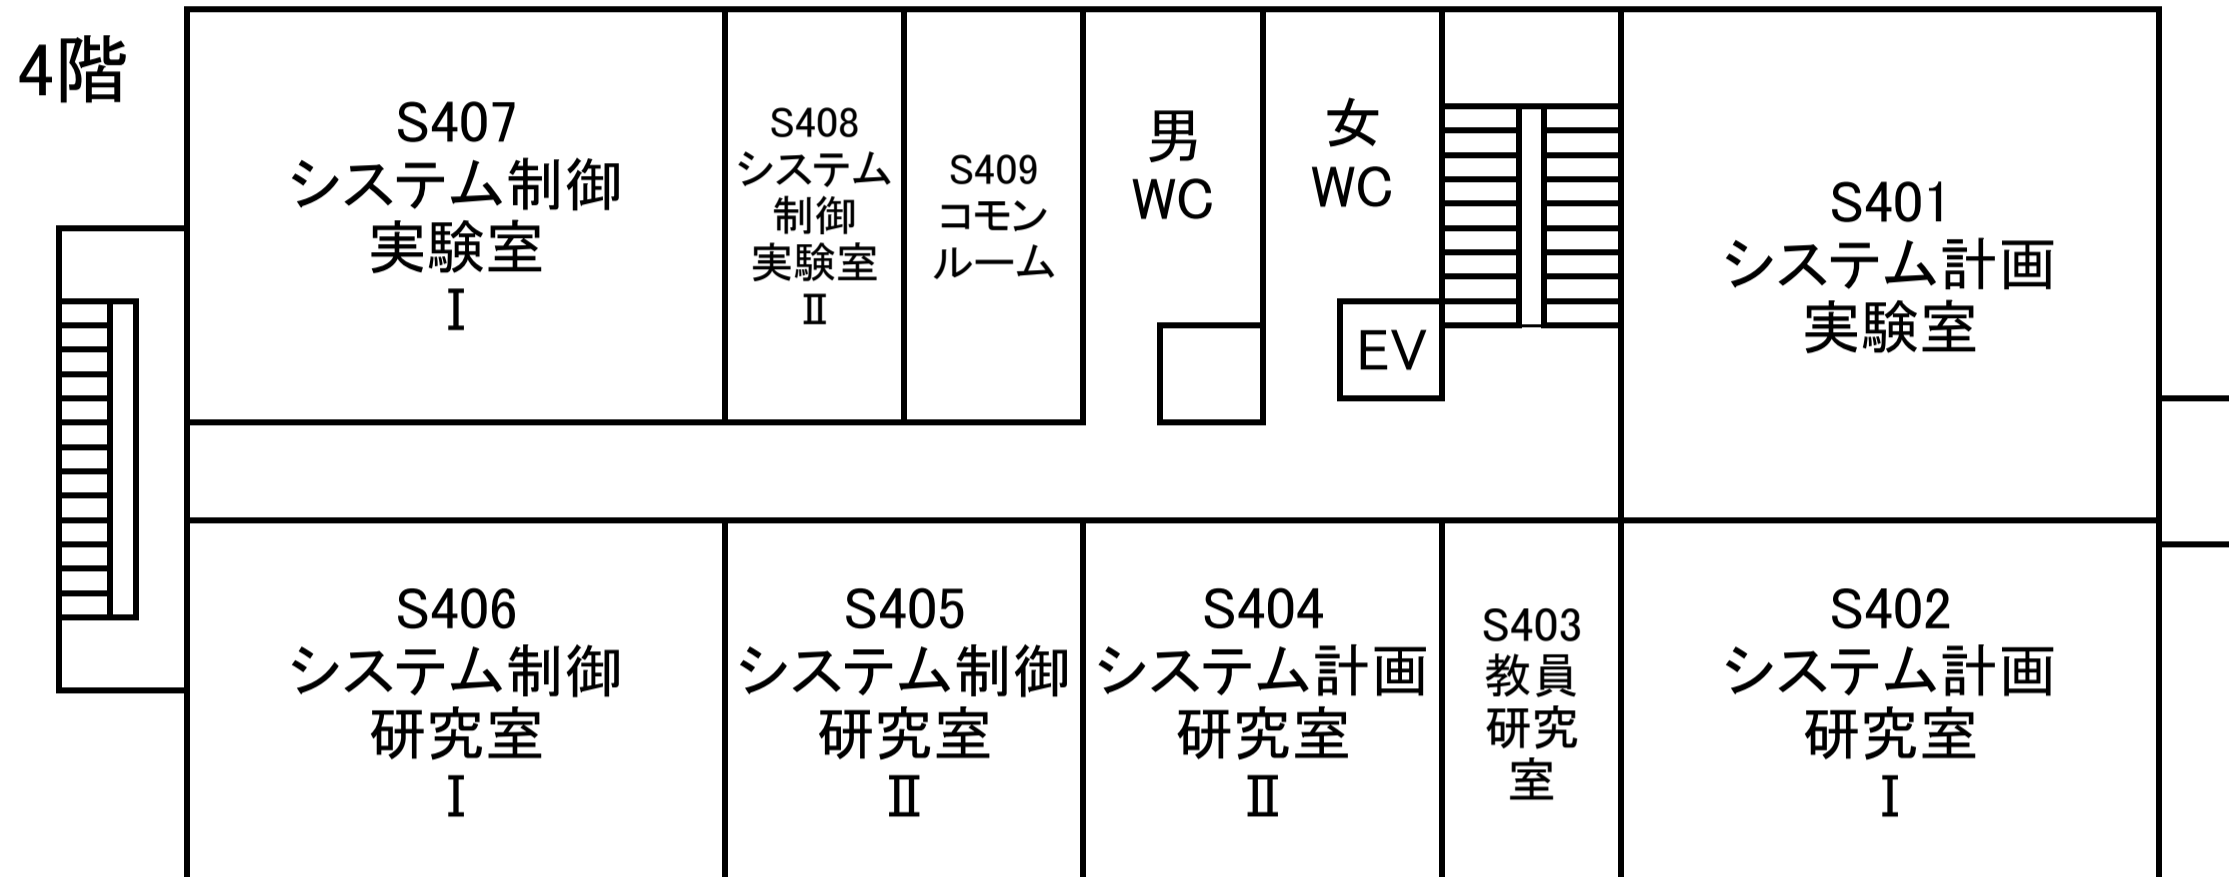 4階
S407
システム制御
実験室
Ⅰ
S408
システム
制御
実験室
Ⅱ
S409
コモン
ルーム
男
WC
女
WC
EV
S401
システム計画
実験室
S406
システム制御
研究室
Ⅰ
S405
システム制御
研究室
Ⅱ
S404
システム計画
研究室
Ⅱ
S403
教員
研究
室
S402
システム計画
研究室
Ⅰ